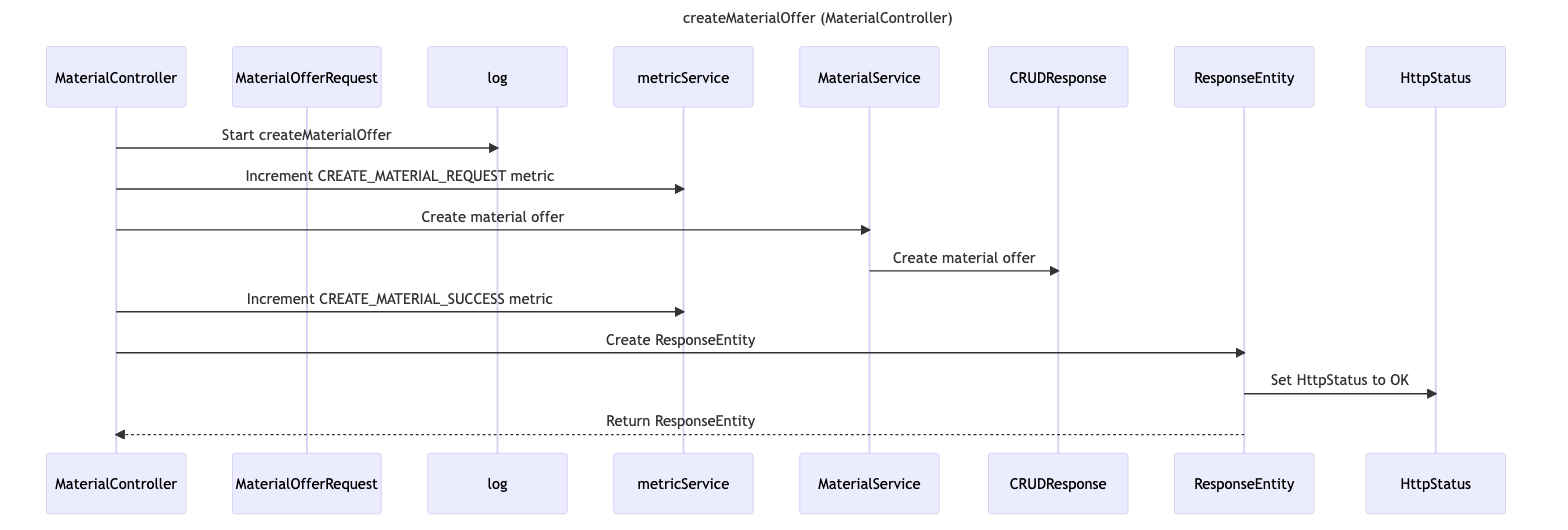 createMaterialOffer (MaterialController)
MaterialController MaterialOfferRequest log metricService MaterialService CRUDResponse ResponseEntity HttpStatus
Start createMaterialOffer
Increment CREATE_MATERIAL_REQUEST metric
Create material offer
Create material offer
Increment CREATE_MATERIAL_SUCCESS metric
Create ResponseEntity
Set HttpStatus to OK
Return ResponseEntity
MaterialController MaterialOfferRequest log metricService MaterialService CRUDResponse ResponseEntity HttpStatus